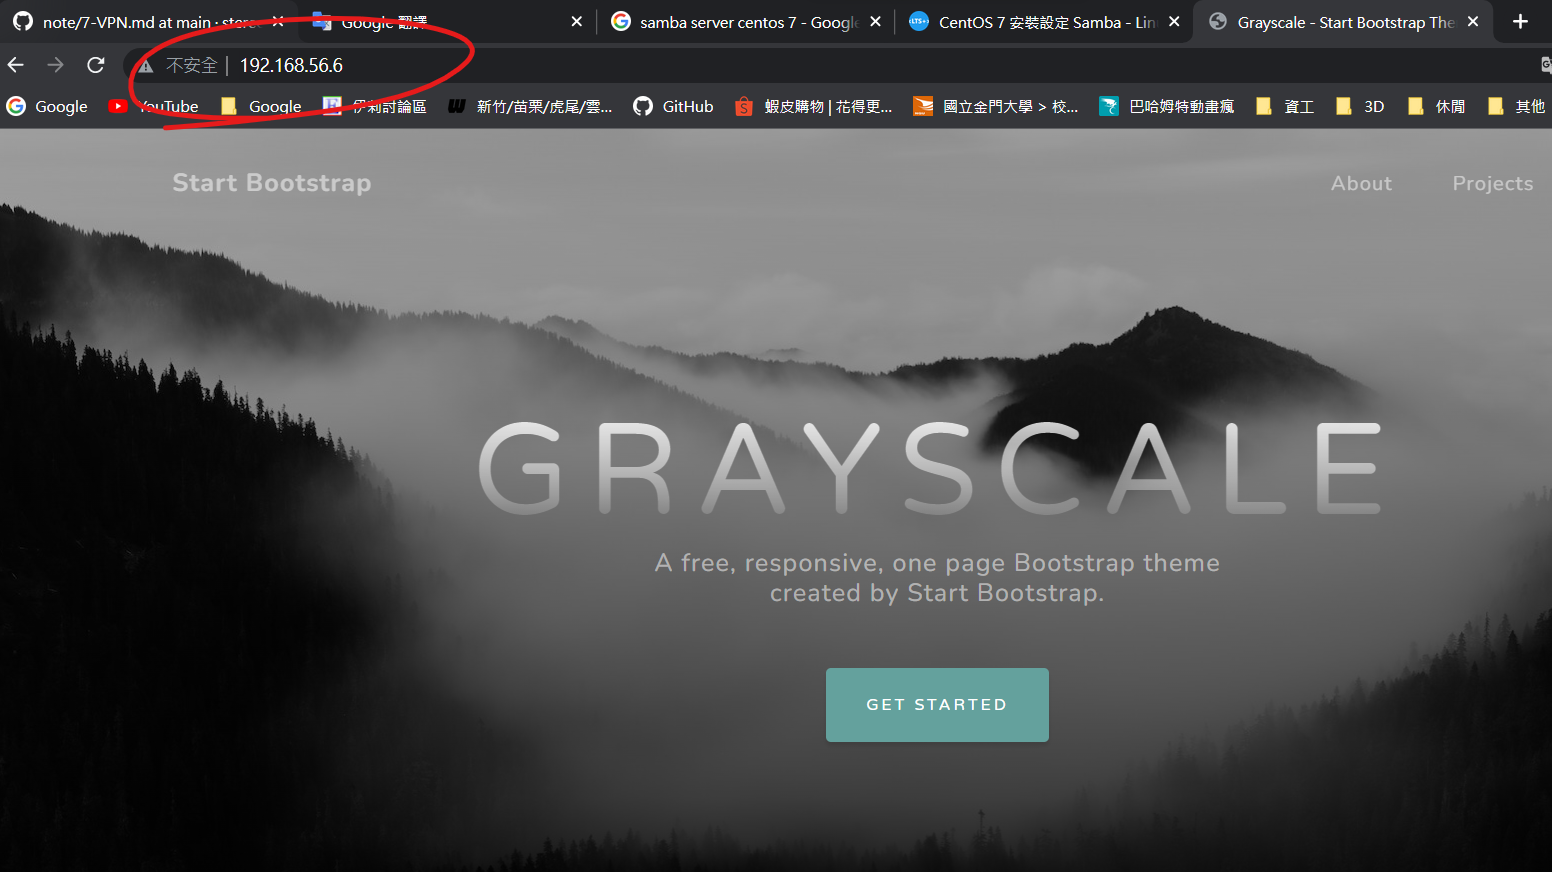 note/7-VPN.md at main · stere
Google 翻譯
samba server centos 7 - Google
CentOS 7 安裝設定 Samba - Lin
Grayscale - Start Bootstrap The
不安全 | 192.168.56.6
Google
YouTube
Google
伊莉討論區
新竹/苗栗/虎尾/雲...
GitHub
蝦皮購物 | 花得更...
國立金門大學 > 校...
巴哈姆特動畫瘋
資工
3D
休閒
其他
Start Bootstrap
About
Projects
GRAYSCALE
A free, responsive, one page Bootstrap theme
created by Start Bootstrap.
GET STARTED